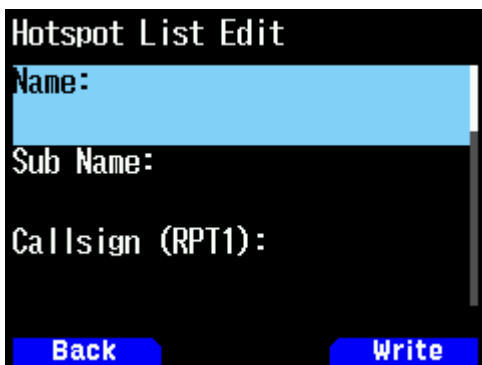 Hotspot List Edit
Name:
Sub Name:
Callsign (RPT1):
Back Write